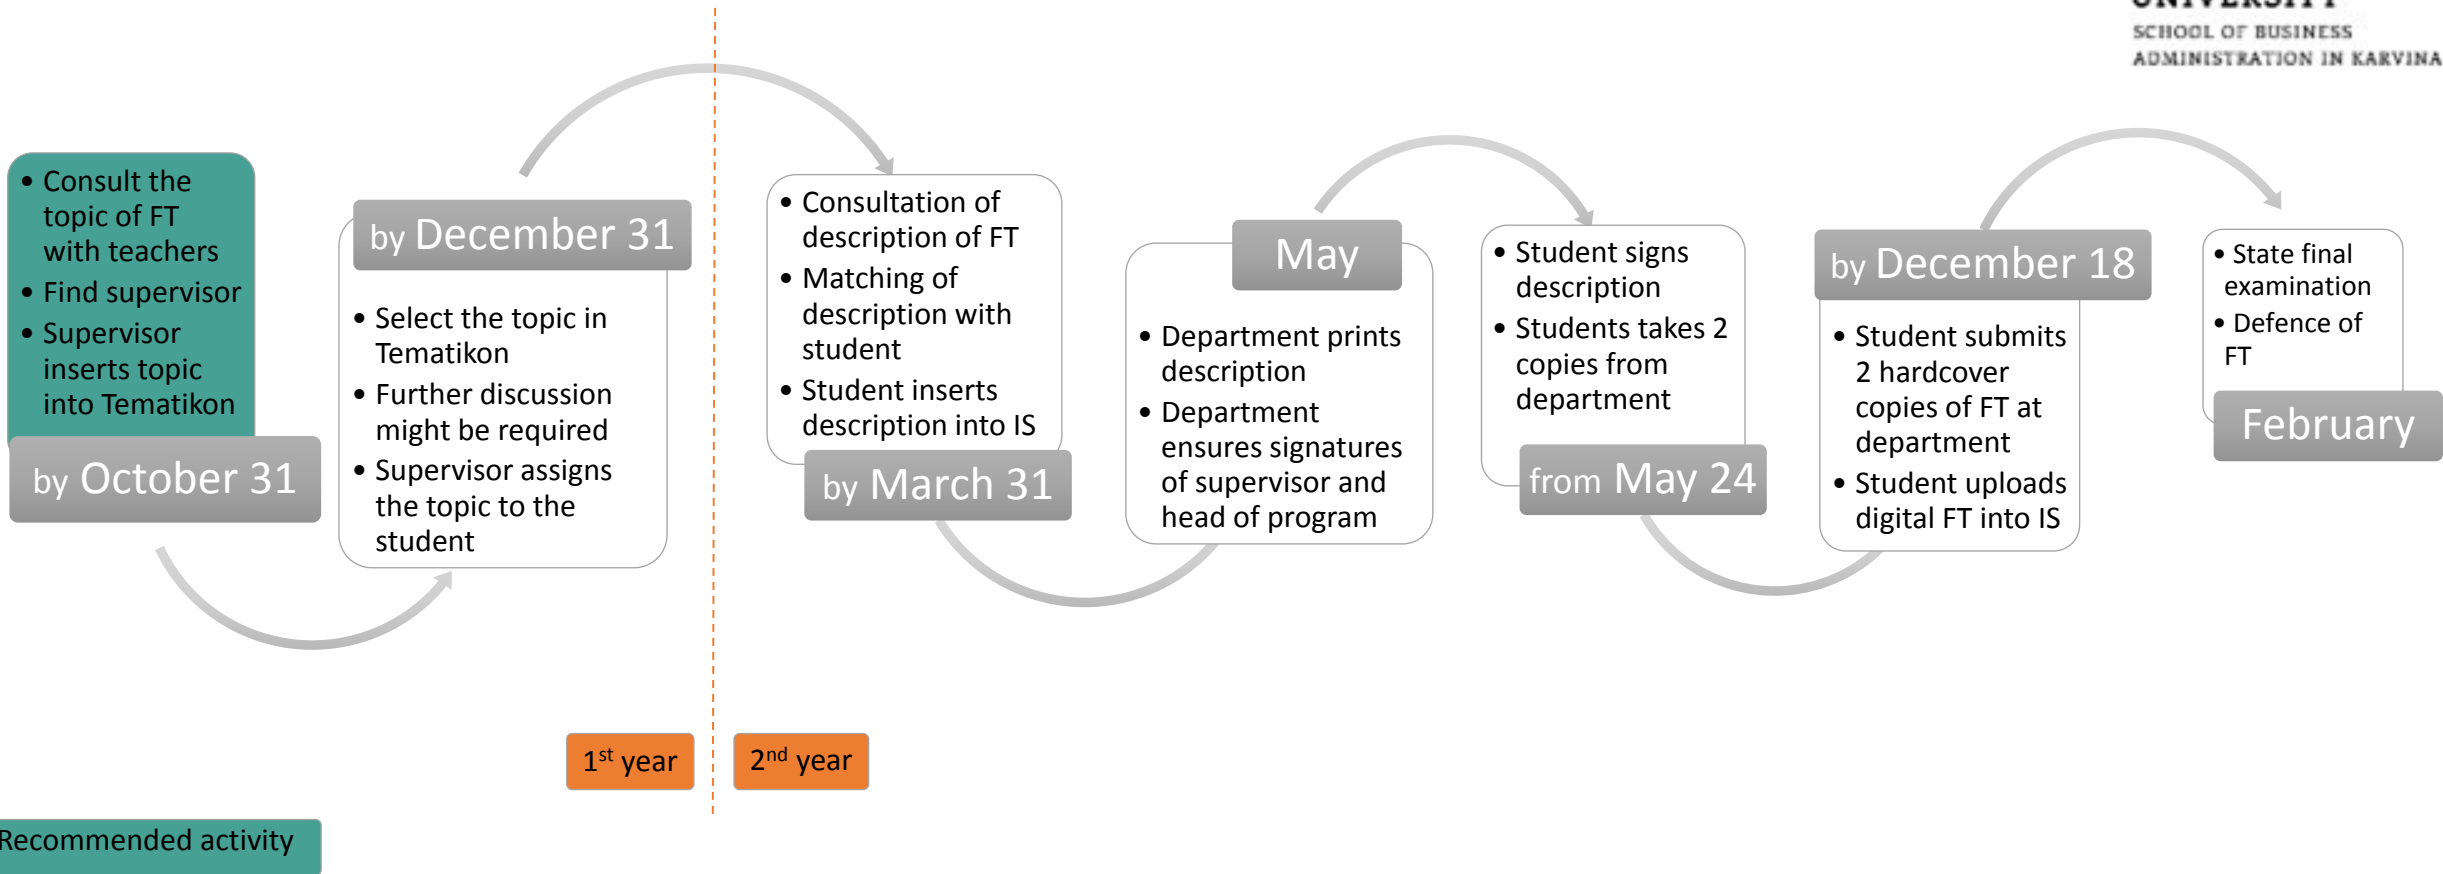 UNIVERSITY
SCHOOL OF BUSINESS
ADMINISTRATION IN KARVINA
• Consult the
topic of FT
with teachers
• Find supervisor
• Supervisor
inserts topic
into Tematikon
by October 31
by December 31
• Select the topic in
Tematikon
• Further discussion
might be required
• Supervisor assigns
the topic to the
student
• Consultation of
description of FT
• Matching of
description with
student
• Student inserts
description into IS
by March 31
May
• Department prints
description
• Department
ensures signatures
of supervisor and
head of program
• Student signs
description
• Students takes 2
copies from
department
from May 24
by December 18
• Student submits
2 hardcover
copies of FT at
department
• Student uploads
digital FT into IS
• State final
examination
• Defence of
FT
February
1st year
2nd year
Recommended activity